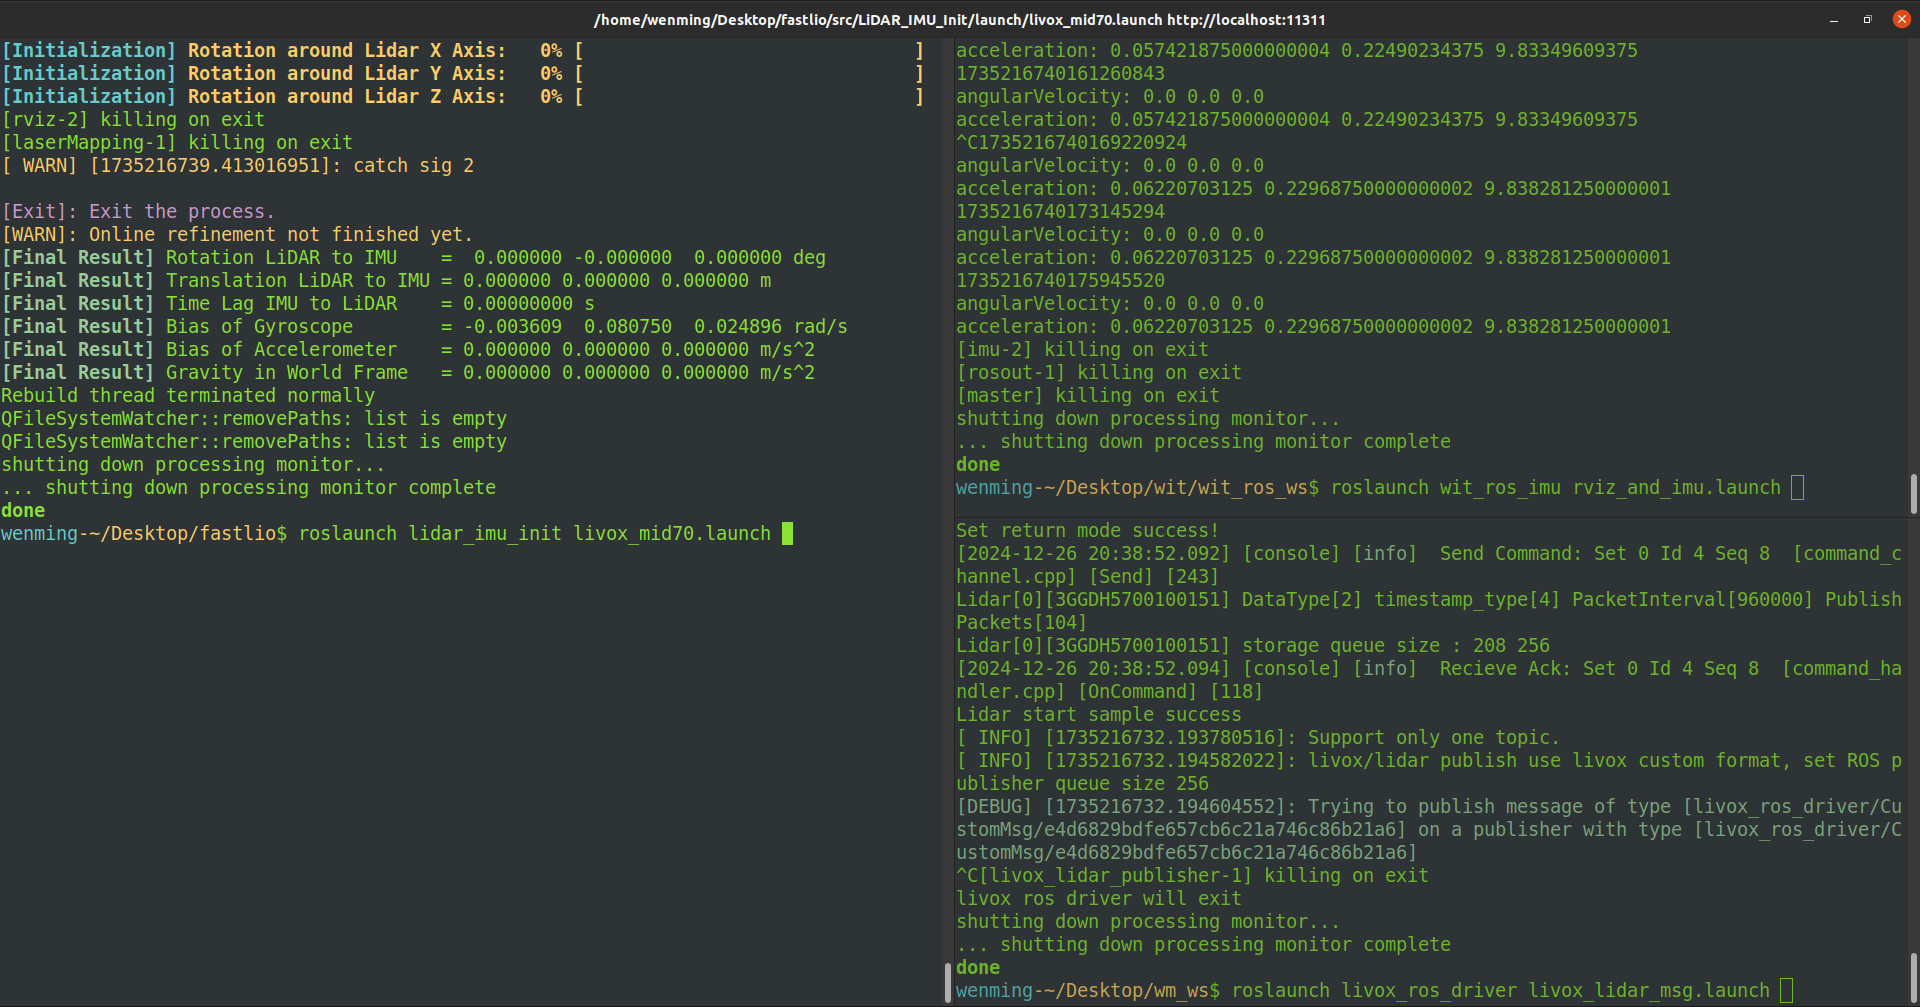 /home/wenming/Desktop/fastlio/src/LiDAR_IMU_Init/launch/livox_mid70.launch http://localhost:11311
[Initialization] Rotation around Lidar X Axis:   0% [                              ]
[Initialization] Rotation around Lidar Y Axis:   0% [                              ]
[Initialization] Rotation around Lidar Z Axis:   0% [                              ]
[rviz-2] killing on exit
[laserMapping-1] killing on exit
[ WARN] [1735216739.413016951]: catch sig 2
[Exit]: Exit the process.
[WARN]: Online refinement not finished yet.
[Final Result] Rotation LiDAR to IMU    =  0.000000 -0.000000  0.000000 deg
[Final Result] Translation LiDAR to IMU = 0.000000 0.000000 0.000000 m
[Final Result] Time Lag IMU to LiDAR    = 0.00000000 s
[Final Result] Bias of Gyroscope        = -0.003609  0.080750  0.024896 rad/s
[Final Result] Bias of Accelerometer    = 0.000000 0.000000 0.000000 m/s^2
[Final Result] Gravity in World Frame   = 0.000000 0.000000 0.000000 m/s^2
Rebuild thread terminated normally
QFileSystemWatcher::removePaths: list is empty
QFileSystemWatcher::removePaths: list is empty
shutting down processing monitor...
... shutting down processing monitor complete
done
wenming-~/Desktop/fastlio$ roslaunch lidar_imu_init livox_mid70.launch
acceleration: 0.057421875000000004 0.22490234375 9.83349609375
1735216740161260843
angularVelocity: 0.0 0.0 0.0
acceleration: 0.057421875000000004 0.22490234375 9.83349609375
^C1735216740169220924
angularVelocity: 0.0 0.0 0.0
acceleration: 0.06220703125 0.22968750000000002 9.838281250000001
1735216740173145294
angularVelocity: 0.0 0.0 0.0
acceleration: 0.06220703125 0.22968750000000002 9.838281250000001
1735216740175945520
angularVelocity: 0.0 0.0 0.0
acceleration: 0.06220703125 0.22968750000000002 9.838281250000001
[imu-2] killing on exit
[rosout-1] killing on exit
[master] killing on exit
shutting down processing monitor...
... shutting down processing monitor complete
done
wenming-~/Desktop/wit/wit_ros_ws$ roslaunch wit_ros_imu rviz_and_imu.launch
Set return mode success!
[2024-12-26 20:38:52.092] [console] [info]  Send Command: Set 0 Id 4 Seq 8  [command_c
hannel.cpp] [Send] [243]
Lidar[0][3GGDH5700100151] DataType[2] timestamp_type[4] PacketInterval[960000] Publish
Packets[104]
Lidar[0][3GGDH5700100151] storage queue size : 208 256
[2024-12-26 20:38:52.094] [console] [info]  Recieve Ack: Set 0 Id 4 Seq 8  [command_ha
ndler.cpp] [OnCommand] [118]
Lidar start sample success
[ INFO] [1735216732.193780516]: Support only one topic.
[ INFO] [1735216732.194582022]: livox/lidar publish use livox custom format, set ROS p
ublisher queue size 256
[DEBUG] [1735216732.194604552]: Trying to publish message of type [livox_ros_driver/Cu
stomMsg/e4d6829bdfe657cb6c21a746c86b21a6] on a publisher with type [livox_ros_driver/C
ustomMsg/e4d6829bdfe657cb6c21a746c86b21a6]
^C[livox_lidar_publisher-1] killing on exit
livox ros driver will exit
shutting down processing monitor...
... shutting down processing monitor complete
done
wenming-~/Desktop/wm_ws$ roslaunch livox_ros_driver livox_lidar_msg.launch